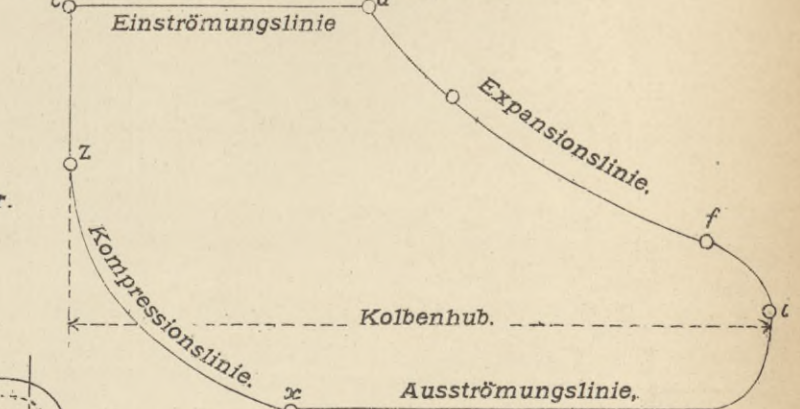 Einströmungslinie
Expansionslinie.
z
f
Kompressionslinie.
i
Kolbenhub.
x
Ausströmungslinie,